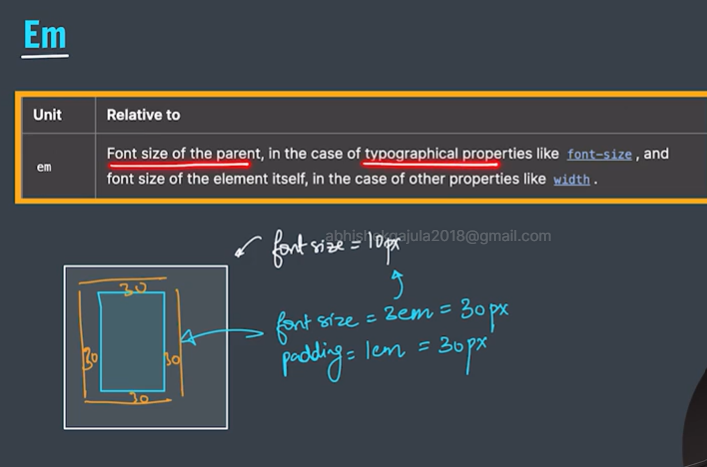 Em
Unit Relative to
em Font size of the parent, in the case of typographical properties like font-size , and
font size of the element itself, in the case of other properties like width .
abhishekgajula2018@gmail.com
font size = 10px
font size = 3em = 30px
padding = 1em = 30px
30
30
30
30